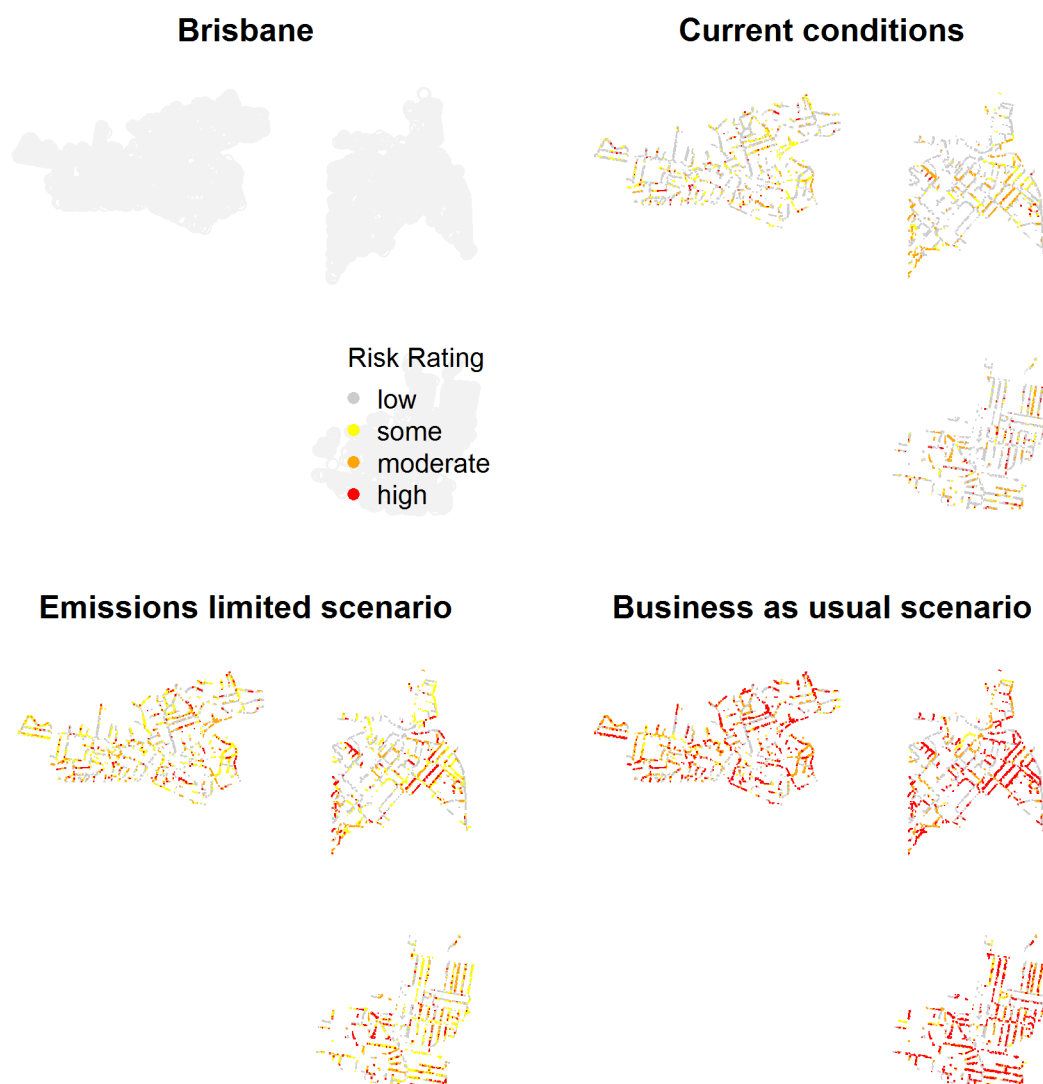 Brisbane
Current conditions
Risk Rating
low
some
moderate
high
Emissions limited scenario
Business as usual scenario